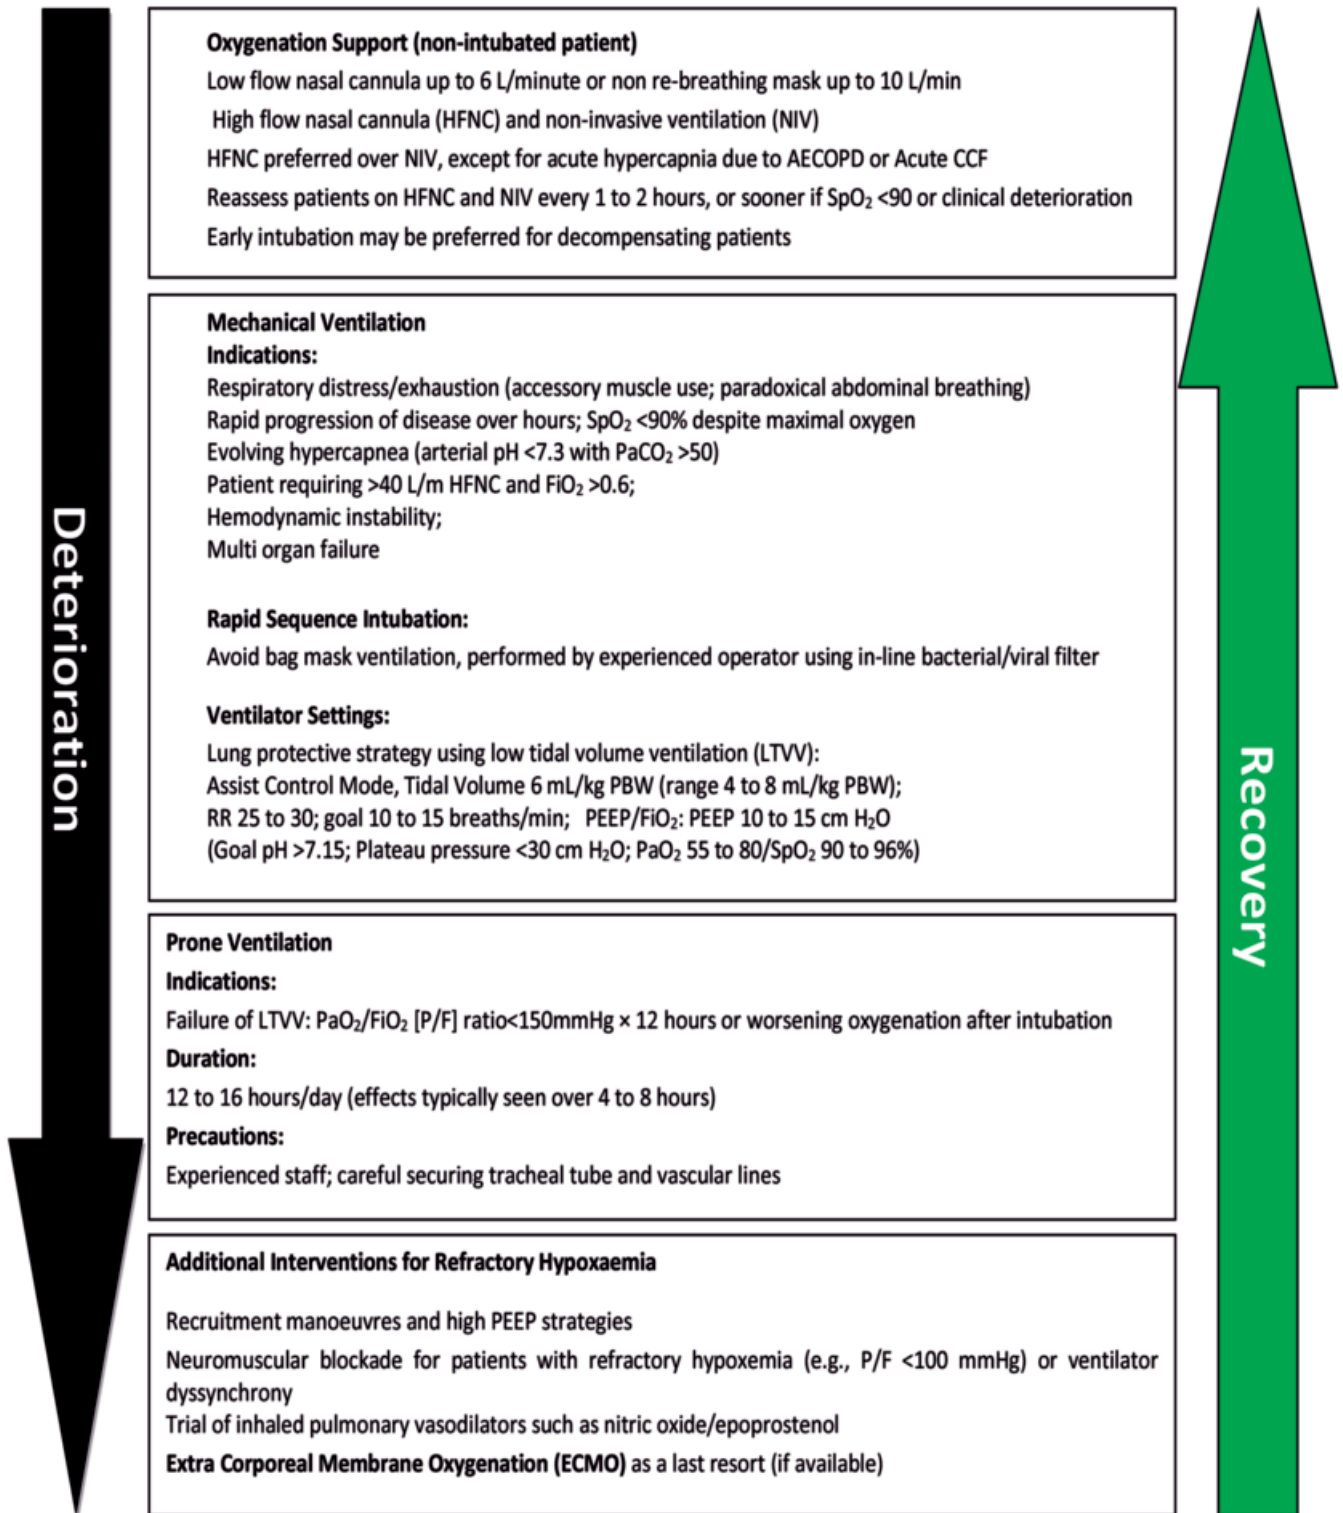 Oxygenation Support (non-intubated patient)
Low flow nasal cannula up to 6 L/minute or non re-breathing mask up to 10 L/min
High flow nasal cannula (HFNC) and non-invasive ventilation (NIV)
HFNC preferred over NIV, except for acute hypercapnia due to AECOPD or Acute CCF
Reassess patients on HFNC and NIV every 1 to 2 hours, or sooner if SpO₂ <90 or clinical deterioration
Early intubation may be preferred for decompensating patients
Mechanical Ventilation
Indications:
Respiratory distress/exhaustion (accessory muscle use; paradoxical abdominal breathing)
Rapid progression of disease over hours; SpO₂ <90% despite maximal oxygen
Evolving hypercapnea (arterial pH <7.3 with PaCO₂ >50)
Patient requiring >40 L/m HFNC and FiO₂ >0.6;
Hemodynamic instability;
Multi organ failure
Rapid Sequence Intubation:
Avoid bag mask ventilation, performed by experienced operator using in-line bacterial/viral filter
Ventilator Settings:
Lung protective strategy using low tidal volume ventilation (LTVV):
Assist Control Mode, Tidal Volume 6 mL/kg PBW (range 4 to 8 mL/kg PBW);
RR 25 to 30; goal 10 to 15 breaths/min; PEEP/FiO₂: PEEP 10 to 15 cm H₂O
(Goal pH >7.15; Plateau pressure <30 cm H₂O; PaO₂ 55 to 80/SpO₂ 90 to 96%)
Prone Ventilation
Indications:
Failure of LTVV: PaO₂/FiO₂ [P/F] ratio<150mmHg × 12 hours or worsening oxygenation after intubation
Duration:
12 to 16 hours/day (effects typically seen over 4 to 8 hours)
Precautions:
Experienced staff; careful securing tracheal tube and vascular lines
Additional Interventions for Refractory Hypoxaemia
Recruitment manoeuvres and high PEEP strategies
Neuromuscular blockade for patients with refractory hypoxemia (e.g., P/F <100 mmHg) or ventilator
dyssynchrony
Trial of inhaled pulmonary vasodilators such as nitric oxide/epoprostenol
Extra Corporeal Membrane Oxygenation (ECMO) as a last resort (if available)
Deterioration
Recovery